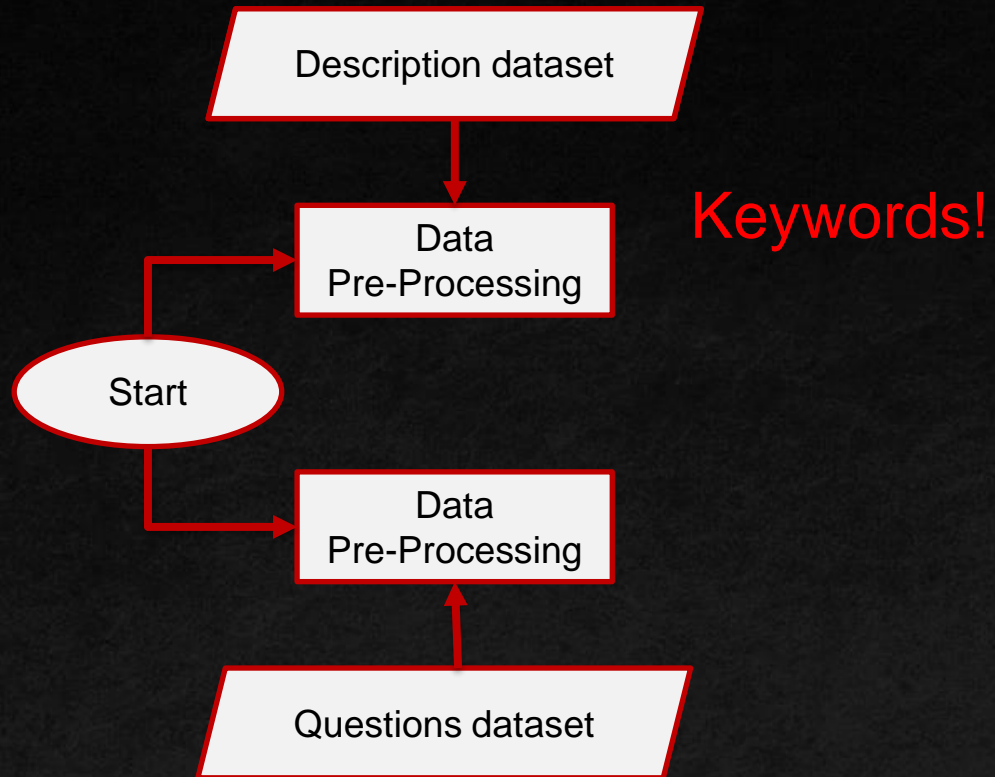 Description dataset
Data
Pre-Processing
Keywords!
Start
Data
Pre-Processing
Questions dataset